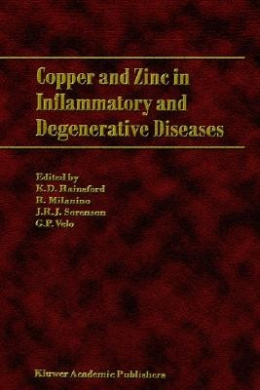 Copper and Zinc in
Inflammatory and
Degenerative Diseases
Edited by
K.D. Rainsford
R. Milanino
J.R.J. Sorenson
G.P. Velo
Kluwer Academic Publishers